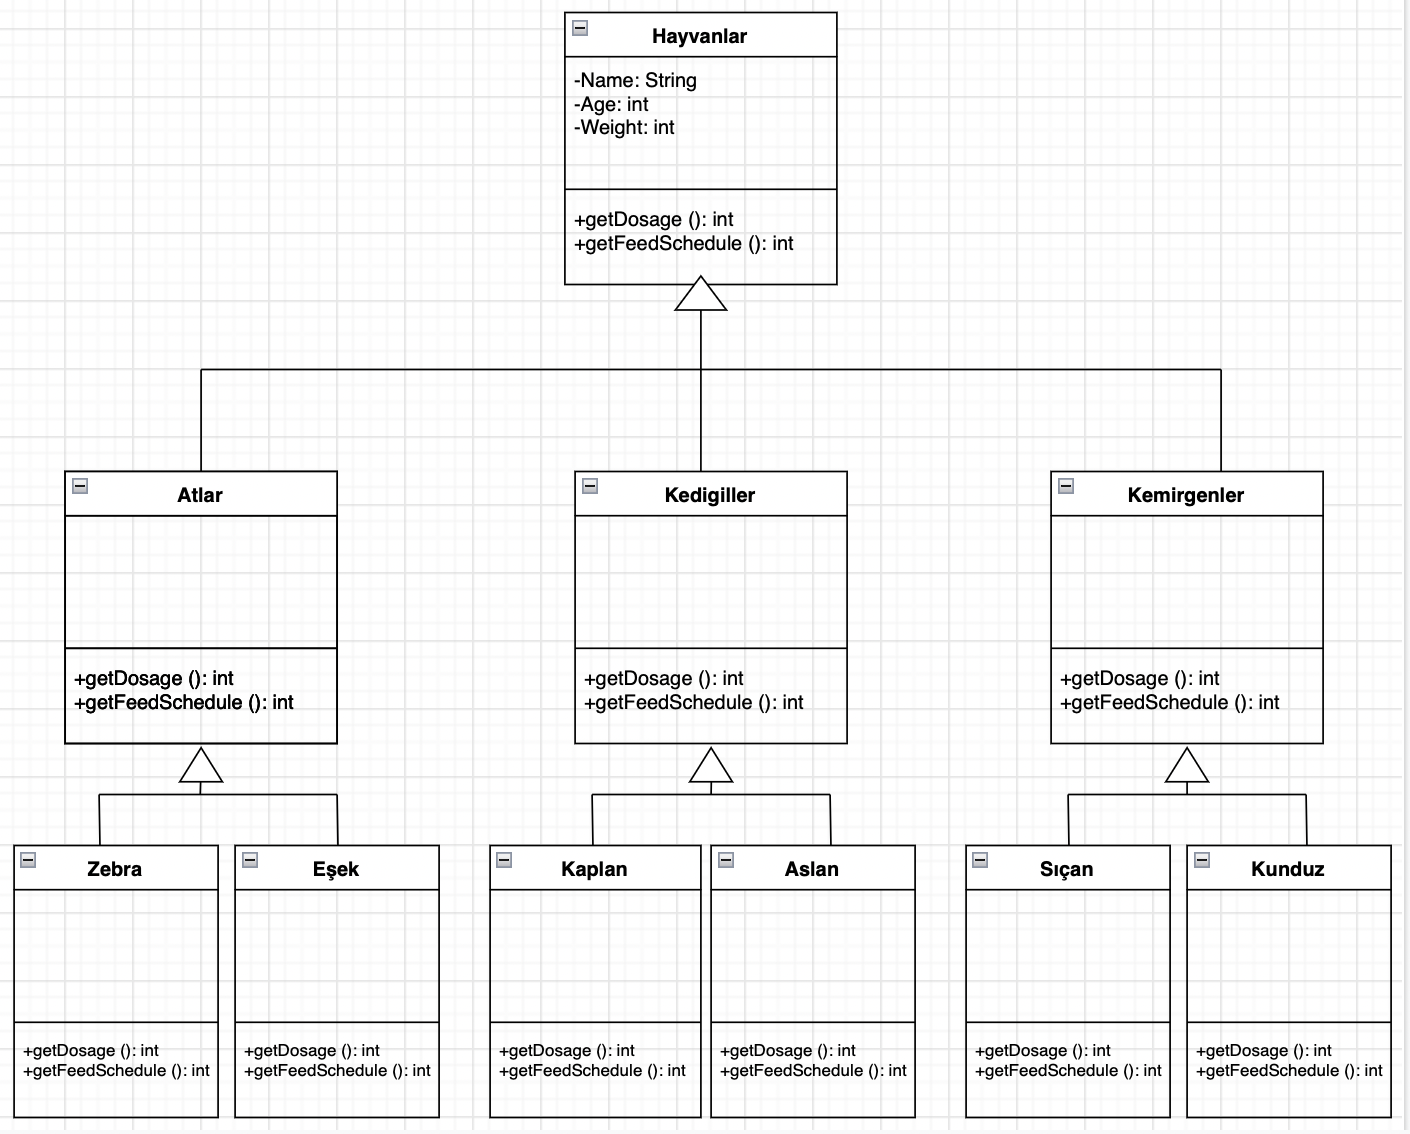 Hayvanlar
-Name: String
-Age: int
-Weight: int
+getDosage (): int
+getFeedSchedule (): int
Atlar
+getDosage (): int
+getFeedSchedule (): int
Kedigiller
+getDosage (): int
+getFeedSchedule (): int
Kemirgenler
+getDosage (): int
+getFeedSchedule (): int
Zebra
+getDosage (): int
+getFeedSchedule (): int
Eşek
+getDosage (): int
+getFeedSchedule (): int
Kaplan
+getDosage (): int
+getFeedSchedule (): int
Aslan
+getDosage (): int
+getFeedSchedule (): int
Sıçan
+getDosage (): int
+getFeedSchedule (): int
Kunduz
+getDosage (): int
+getFeedSchedule (): int